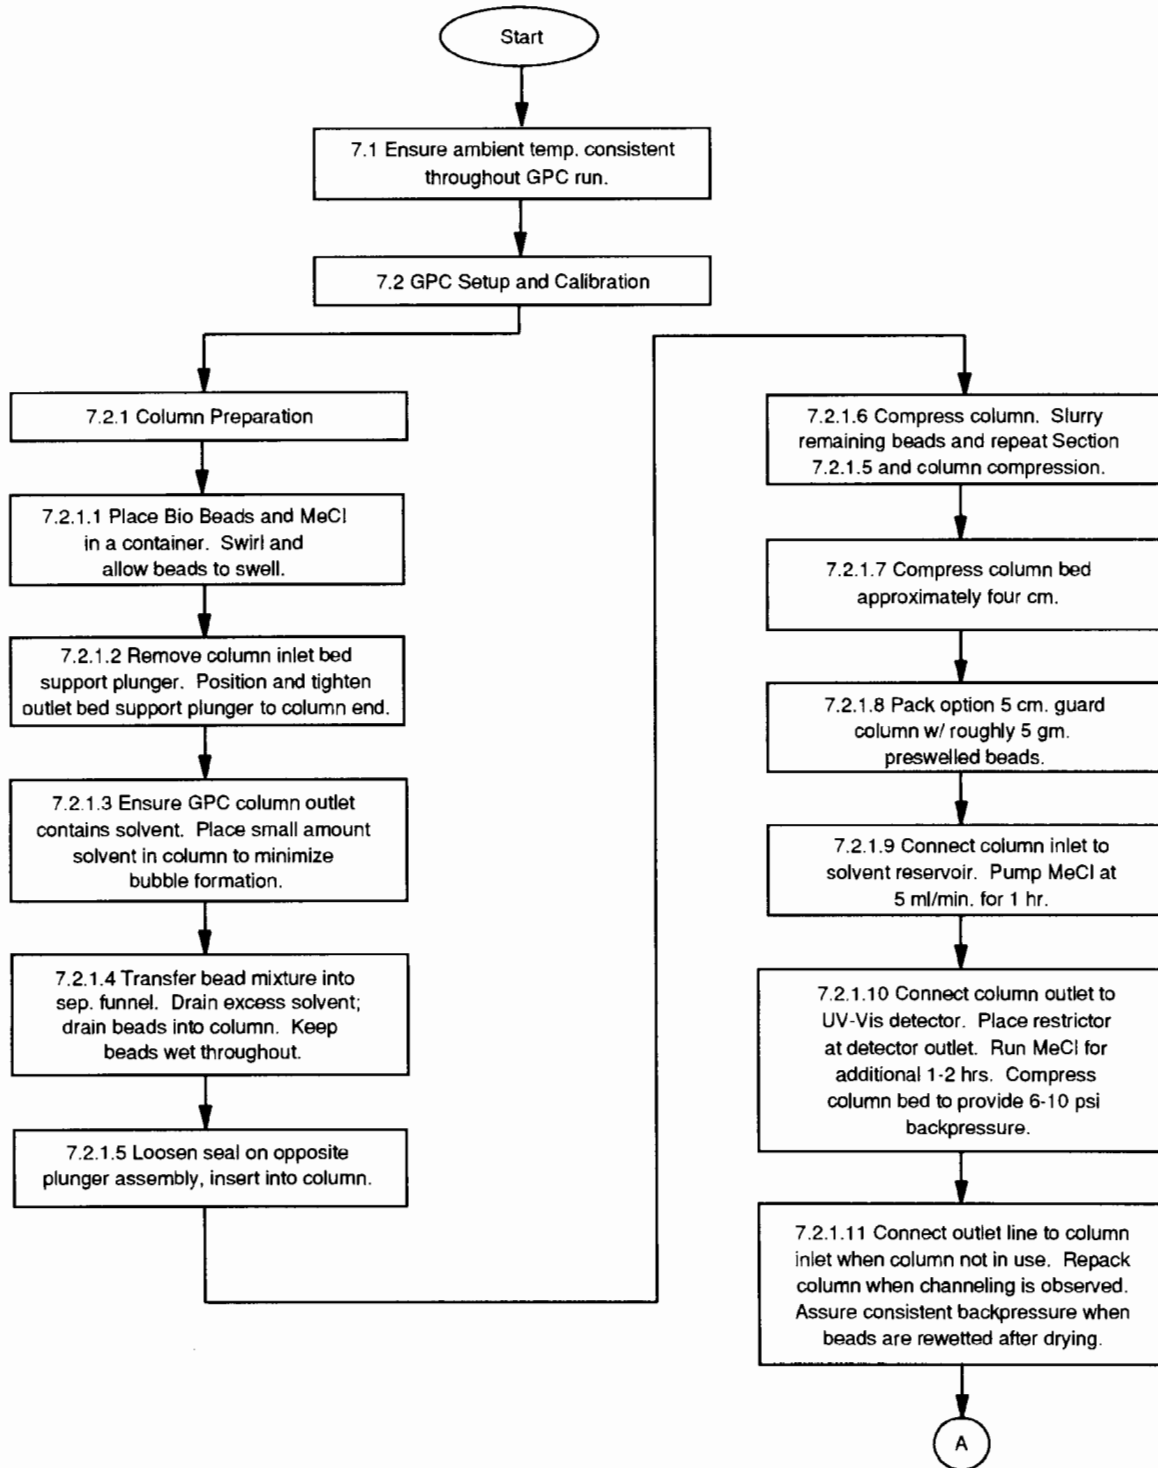 Start
7.1 Ensure ambient temp. consistent
throughout GPC run.
7.2 GPC Setup and Calibration
7.2.1 Column Preparation
7.2.1.1 Place Bio Beads and MeCl
in a container. Swirl and
allow beads to swell.
7.2.1.2 Remove column inlet bed
support plunger. Position and tighten
outlet bed support plunger to column end.
7.2.1.3 Ensure GPC column outlet
contains solvent. Place small amount
solvent in column to minimize
bubble formation.
7.2.1.4 Transfer bead mixture into
sep. funnel. Drain excess solvent;
drain beads into column. Keep
beads wet throughout.
7.2.1.5 Loosen seal on opposite
plunger assembly, insert into column.
7.2.1.6 Compress column. Slurry
remaining beads and repeat Section
7.2.1.5 and column compression.
7.2.1.7 Compress column bed
approximately four cm.
7.2.1.8 Pack option 5 cm. guard
column w/ roughly 5 gm.
preswelled beads.
7.2.1.9 Connect column inlet to
solvent reservoir. Pump MeCl at
5 ml/min. for 1 hr.
7.2.1.10 Connect column outlet to
UV-Vis detector. Place restrictor
at detector outlet. Run MeCl for
additional 1-2 hrs. Compress
column bed to provide 6-10 psi
backpressure.
7.2.1.11 Connect outlet line to column
inlet when column not in use. Repack
column when channeling is observed.
Assure consistent backpressure when
beads are rewetted after drying.
A